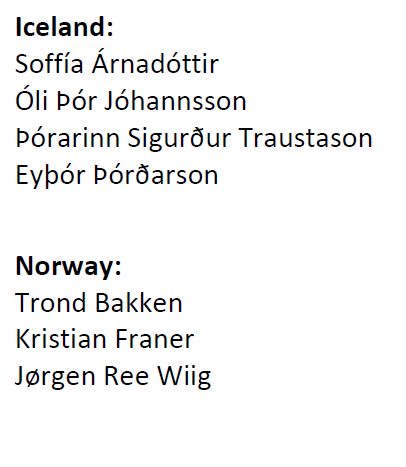 Iceland:
Soffía Árnadóttir
Óli Þór Jóhannsson
Þórarinn Sigurður Traustason
Eyþór Þórðarson
Norway:
Trond Bakken
Kristian Franer
Jørgen Ree Wiig